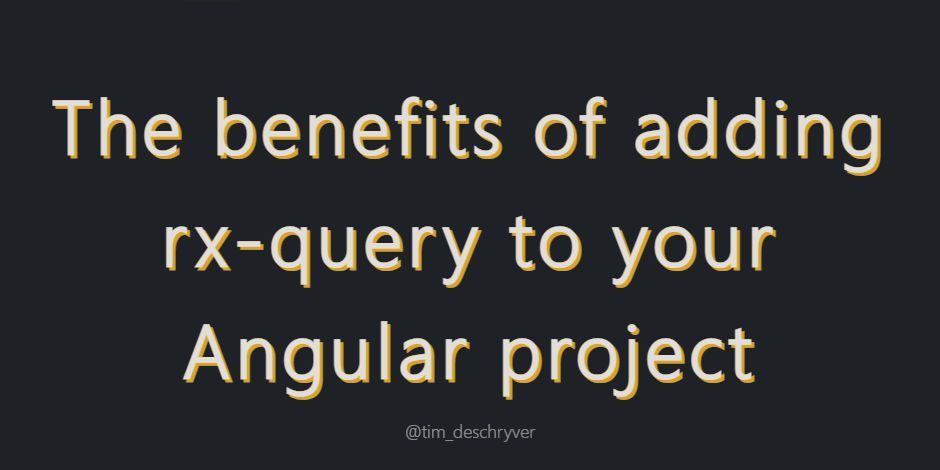 The benefits of adding
rx-query to your
Angular project
@tim_deschryver